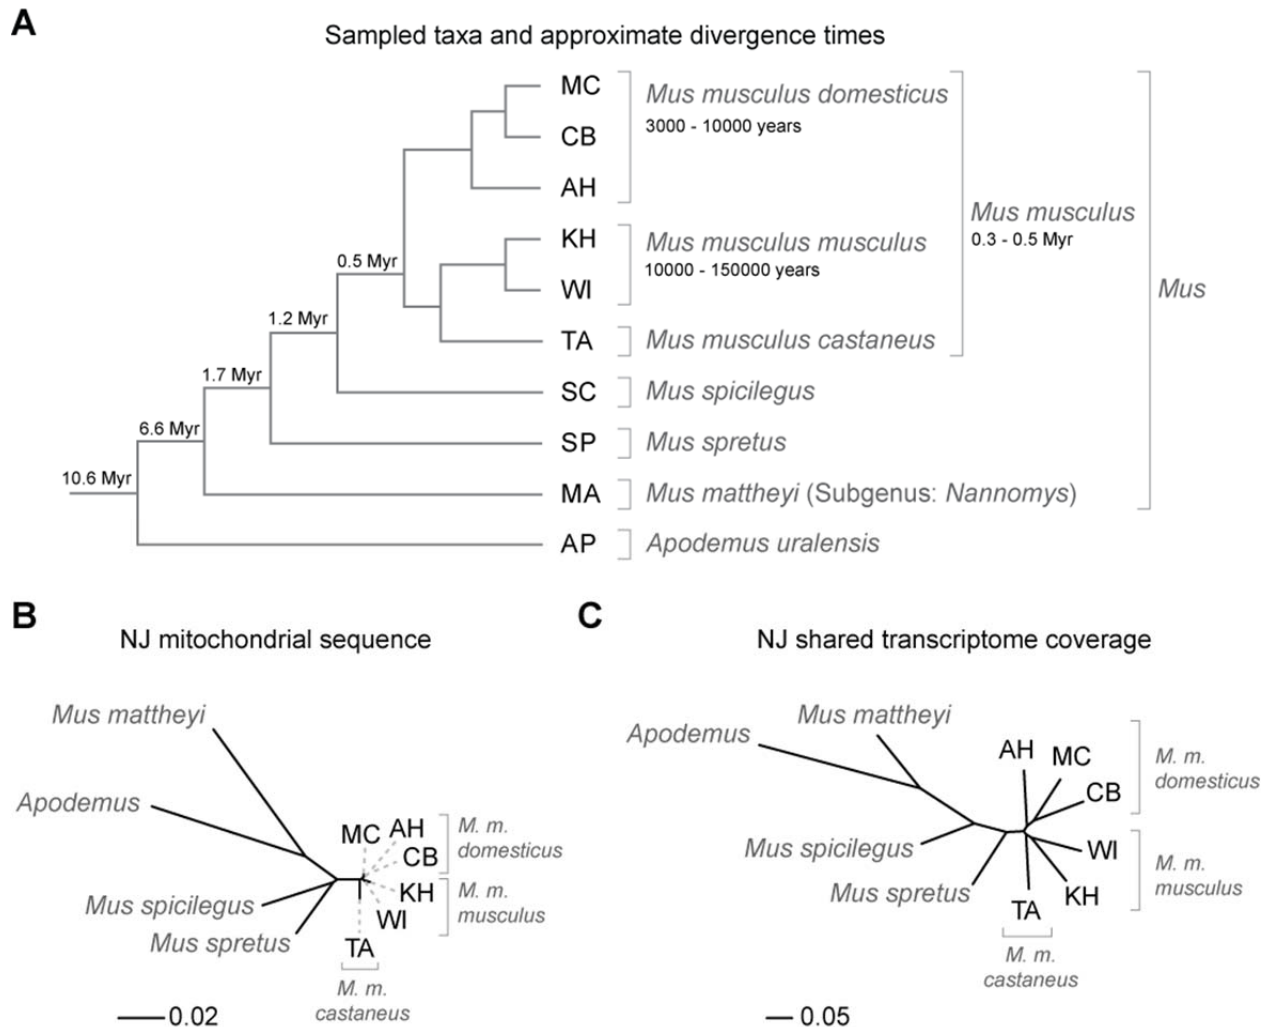 A
Sampled taxa and approximate divergence times
MC
Mus musculus domesticus
3000 - 10000 years
CB
AH
Mus musculus
0.3 - 0.5 Myr
KH
Mus musculus musculus
10000 - 150000 years
0.5 Myr
WI
Mus
1.2 Myr
TA
Mus musculus castaneus
1.7 Myr
SC
Mus spicilegus
6.6 Myr
SP
Mus spretus
10.6 Myr
MA
Mus mattheyi (Subgenus: Nannomys)
AP
Apodemus uralensis
B
NJ mitochondrial sequence
Mus mattheyi
Apodemus
MC
AH
CB
M. m.
domesticus
KH
WI
M. m.
musculus
Mus spicilegus
Mus spretus
TA
M. m.
castaneus
0.02
C
NJ shared transcriptome coverage
Mus mattheyi
Apodemus
AH
MC
CB
M. m.
domesticus
WI
KH
M. m.
musculus
Mus spicilegus
Mus spretus
TA
M. m.
castaneus
0.05